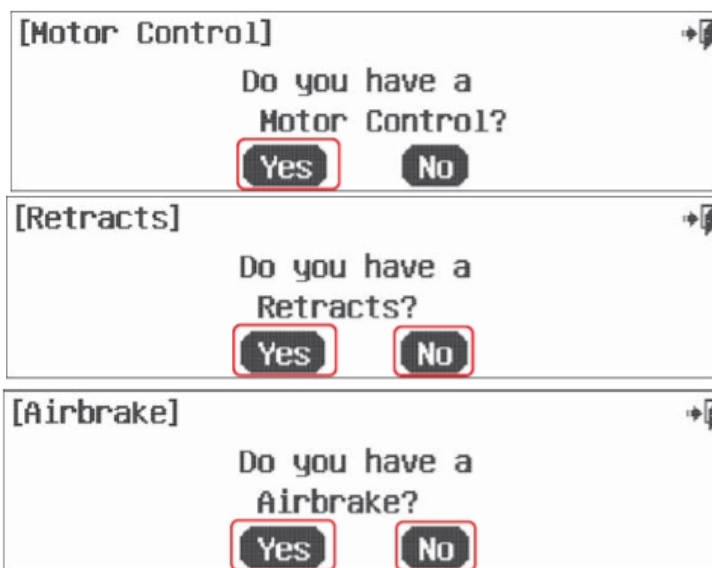 [Motor Control]
Do you have a
Motor Control?
Yes No
[Retracts]
Do you have a
Retracts?
Yes No
[Airbrake]
Do you have a
Airbrake?
Yes No